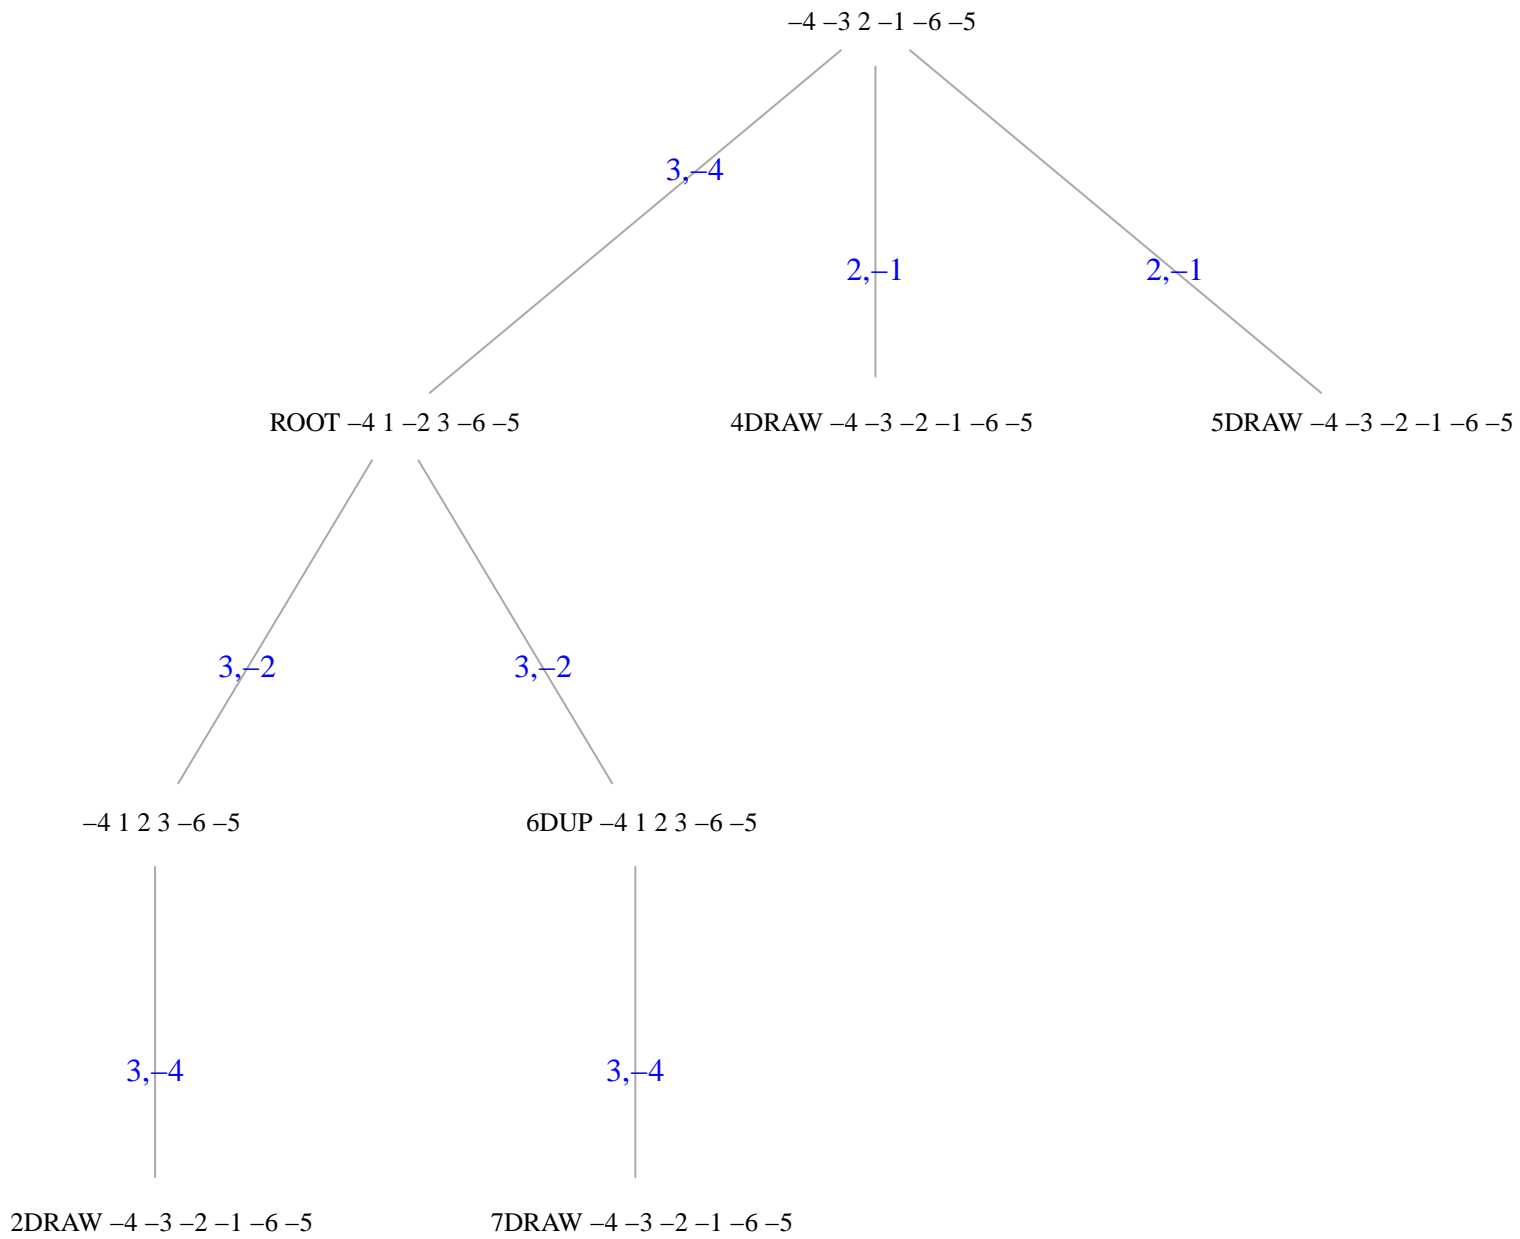 –4 –3 2 –1 –6 –5
3,–4
2,–1
2,–1
ROOT –4 1 –2 3 –6 –5
4DRAW –4 –3 –2 –1 –6 –5
5DRAW –4 –3 –2 –1 –6 –5
3,–2
3,–2
–4 1 2 3 –6 –5
6DUP –4 1 2 3 –6 –5
3,–4
3,–4
2DRAW –4 –3 –2 –1 –6 –5
7DRAW –4 –3 –2 –1 –6 –5